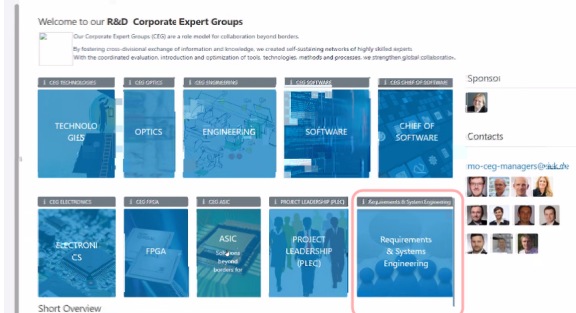 Welcome to our R&D Corporate Expert Groups
Our Corporate Expert Groups (CEG) are a role model for collaboration beyond borders.
By fostering cross-divisional exchange of information and knowledge, we created self-sustaining networks of highly skilled experts
With the coordinated evaluation, introduction and optimization of tools, technologies, methods and processes, we strengthen global collaboration.
CEG TECHNOLOGIES
CEG OPTICS
CEG ENGINEERING
CEG SOFTWARE
CEG CHIEF OF SOFTWARE
TECHNOLO
GIES
OPTICS
ENGINEERING
SOFTWARE
CHIEF OF
SOFTWARE
CEG ELECTRONICS
CEG FPGA
CEG ASIC
PROJECT LEADERSHIP (PLEC)
Requirements & System Engineering
ELECTRONI
CS
FPGA
ASIC
beyond
borders for
PROJECT
LEADERSHIP
(PLEC)
Requirements
& Systems
Engineering
Short Overview
Sponsor
Contacts